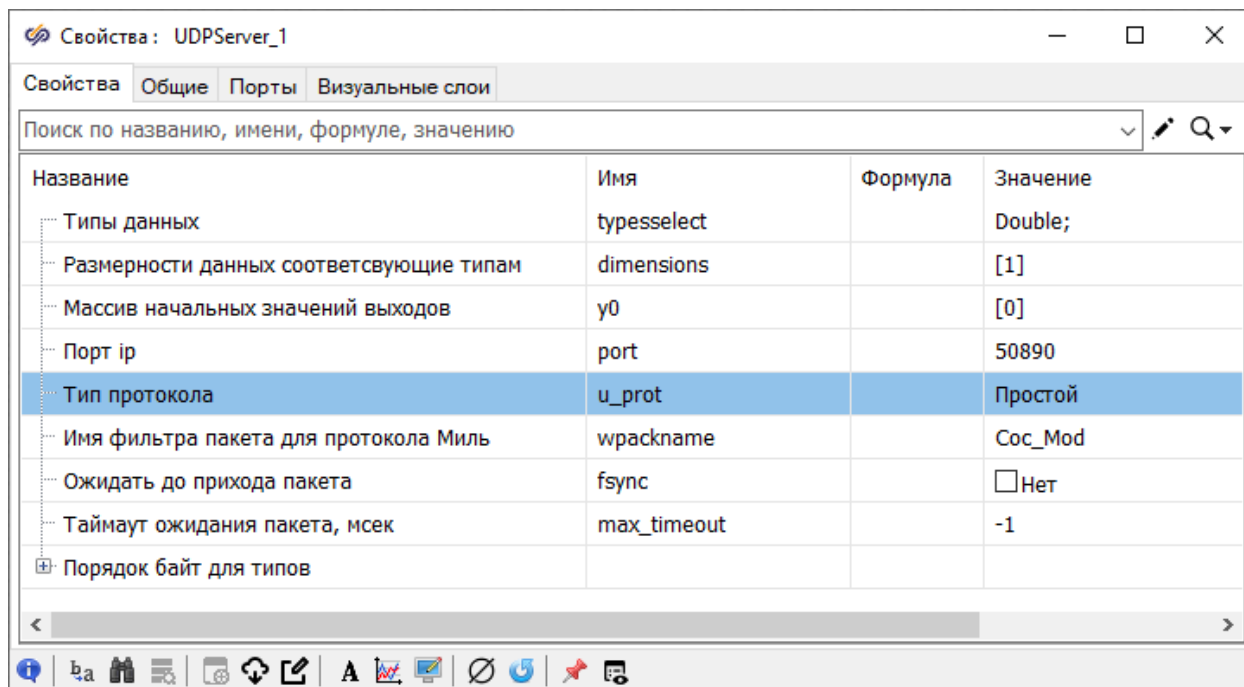 Свойства : UDPServer_1
Свойства Общие Порты Визуальные слои
Поиск по названию, имени, формуле, значению
Название Имя Формула Значение
Типы данных typesselect Double;
Размерности данных соответсвующие типам dimensions [1]
Массив начальных значений выходов y0 [0]
Порт ip port 50890
Тип протокола u_prot Простой
Имя фильтра пакета для протокола Миль wpackname Coc_Mod
Ожидать до прихода пакета fsync Нет
Таймаут ожидания пакета, мсек max_timeout -1
Порядок байт для типов
b a A